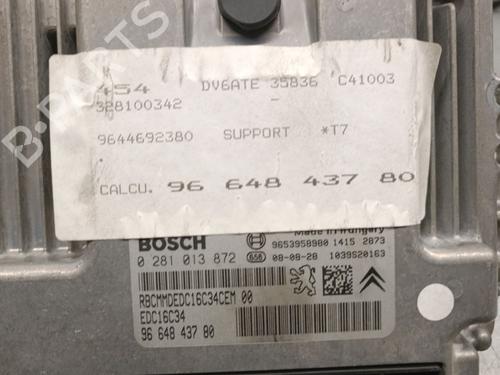 454 DV6ATE 35836 C41003
328100342 -
9644692380 SUPPORT *T7
CALCU. 96 648 437 80
BOSCH Made in Hungary
9653958980 1415 2873
0 281 013 872 656 08-08-28 1039S20163
RBCMMDEDC16C34CEM 00
EDC16C34
96 648 437 80
B-PARTS